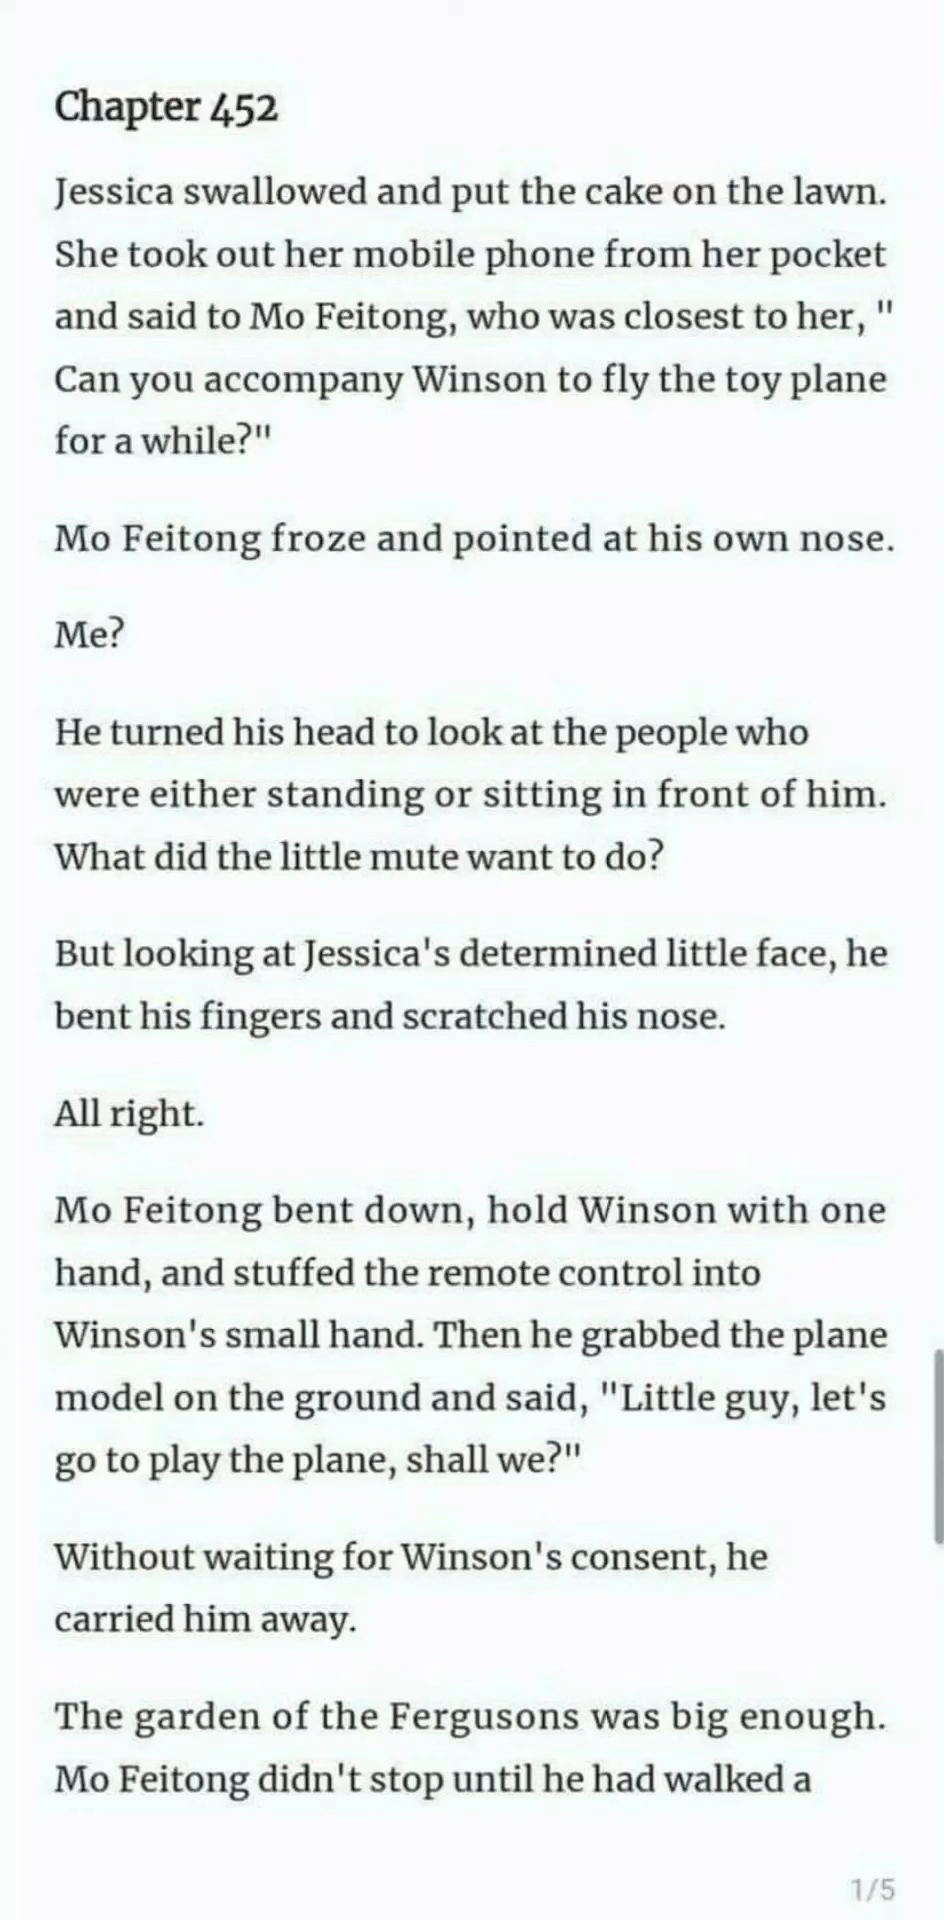 Chapter 452
Jessica swallowed and put the cake on the lawn.
She took out her mobile phone from her pocket
and said to Mo Feitong, who was closest to her, "
Can you accompany Winson to fly the toy plane
for a while?"
Mo Feitong froze and pointed at his own nose.
Me?
He turned his head to look at the people who
were either standing or sitting in front of him.
What did the little mute want to do?
But looking at Jessica's determined little face, he
bent his fingers and scratched his nose.
All right.
Mo Feitong bent down, hold Winson with one
hand, and stuffed the remote control into
Winson's small hand. Then he grabbed the plane
model on the ground and said, "Little guy, let's
go to play the plane, shall we?"
Without waiting for Winson's consent, he
carried him away.
The garden of the Fergusons was big enough.
Mo Feitong didn't stop until he had walked a
1/5